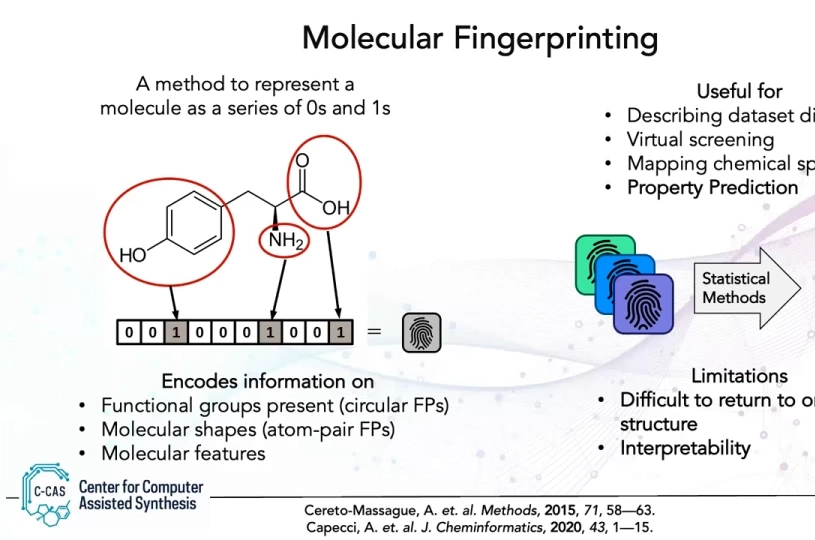 Molecular Fingerprinting
A method to represent a
molecule as a series of 0s and 1s
O
OH
NH2
HO
0 0 1 0 0 0 1 0 0 1 =
Encodes information on
• Functional groups present (circular FPs)
• Molecular shapes (atom-pair FPs)
• Molecular features
Useful for
• Describing dataset di
• Virtual screening
• Mapping chemical sp
• Property Prediction
Statistical
Methods
Limitations
• Difficult to return to or
structure
• Interpretability
C-CAS
Center for Computer
Assisted Synthesis
Cereto-Massague, A. et. al. Methods, 2015, 71, 58—63.
Capecci, A. et. al. J. Cheminformatics, 2020, 43, 1—15.